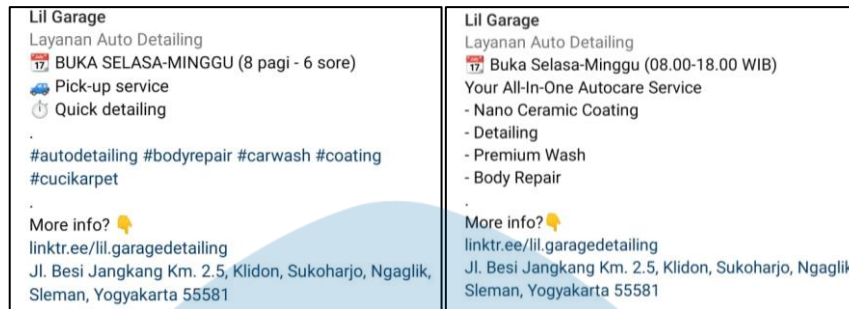 Lil Garage
Layanan Auto Detailing
📅 BUKA SELASA-MINGGU (8 pagi - 6 sore)
🚙 Pick-up service
⏱️ Quick detailing
.
#autodetailing #bodyrepair #carwash #coating
#cucikarpet
.
More info? 👇
linktr.ee/lil.garagedetailing
Jl. Besi Jangkang Km. 2.5, Klidon, Sukoharjo, Ngaglik,
Sleman, Yogyakarta 55581
Lil Garage
Layanan Auto Detailing
📅 Buka Selasa-Minggu (08.00-18.00 WIB)
Your All-In-One Autocare Service
- Nano Ceramic Coating
- Detailing
- Premium Wash
- Body Repair
.
More info?👇
linktr.ee/lil.garagedetailing
Jl. Besi Jangkang Km. 2.5, Klidon, Sukoharjo, Ngaglik
Sleman, Yogyakarta 55581